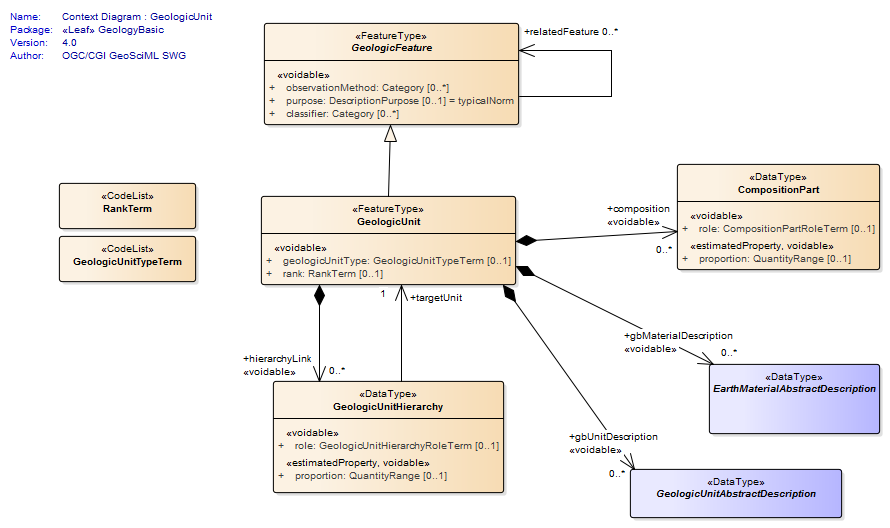 Name: Context Diagram : GeologicUnit
Package: «Leaf» GeologyBasic
Version: 4.0
Author: OGC/CGI GeoSciML SWG
«FeatureType»
GeologicFeature
«voidable»
+ observationMethod: Category [0..*]
+ purpose: DescriptionPurpose [0..1] = typicalNorm
+ classifier: Category [0..*]
+relatedFeature 0..*
«CodeList»
RankTerm
«CodeList»
GeologicUnitTypeTerm
«FeatureType»
GeologicUnit
«voidable»
+ geologicUnitType: GeologicUnitTypeTerm [0..1]
+ rank: RankTerm [0..1]
+composition
«voidable»
0..*
«DataType»
CompositionPart
«voidable»
+ role: CompositionPartRoleTerm [0..1]
«estimatedProperty, voidable»
+ proportion: QuantityRange [0..1]
1
+targetUnit
+hierarchyLink
«voidable»
0..*
+gbMaterialDescription
«voidable»
0..*
«DataType»
EarthMaterialAbstractDescription
«DataType»
GeologicUnitHierarchy
«voidable»
+ role: GeologicUnitHierarchyRoleTerm [0..1]
«estimatedProperty, voidable»
+ proportion: QuantityRange [0..1]
+gbUnitDescription
«voidable»
0..*
«DataType»
GeologicUnitAbstractDescription